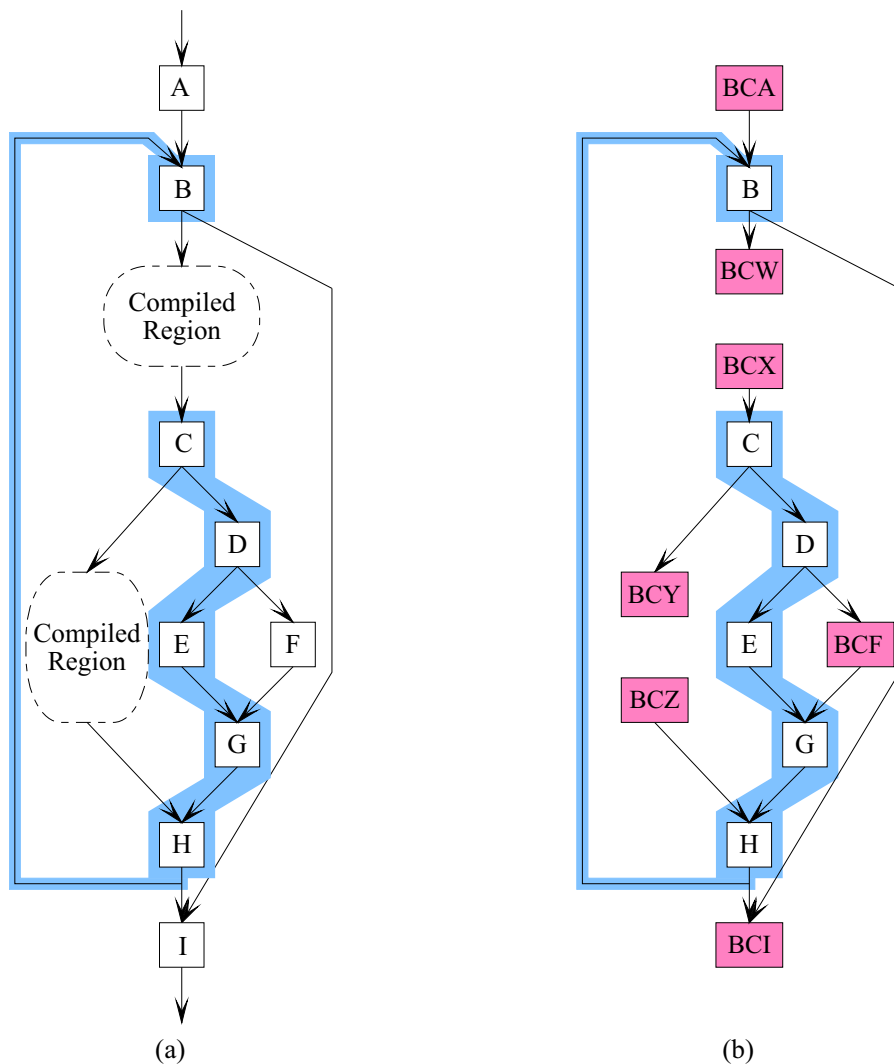 A
B
Compiled
Region
C
D
Compiled
Region
E
F
G
H
I
(a)
BCA
B
BCW
BCX
C
D
BCY
E
BCF
BCZ
G
H
BCI
(b)